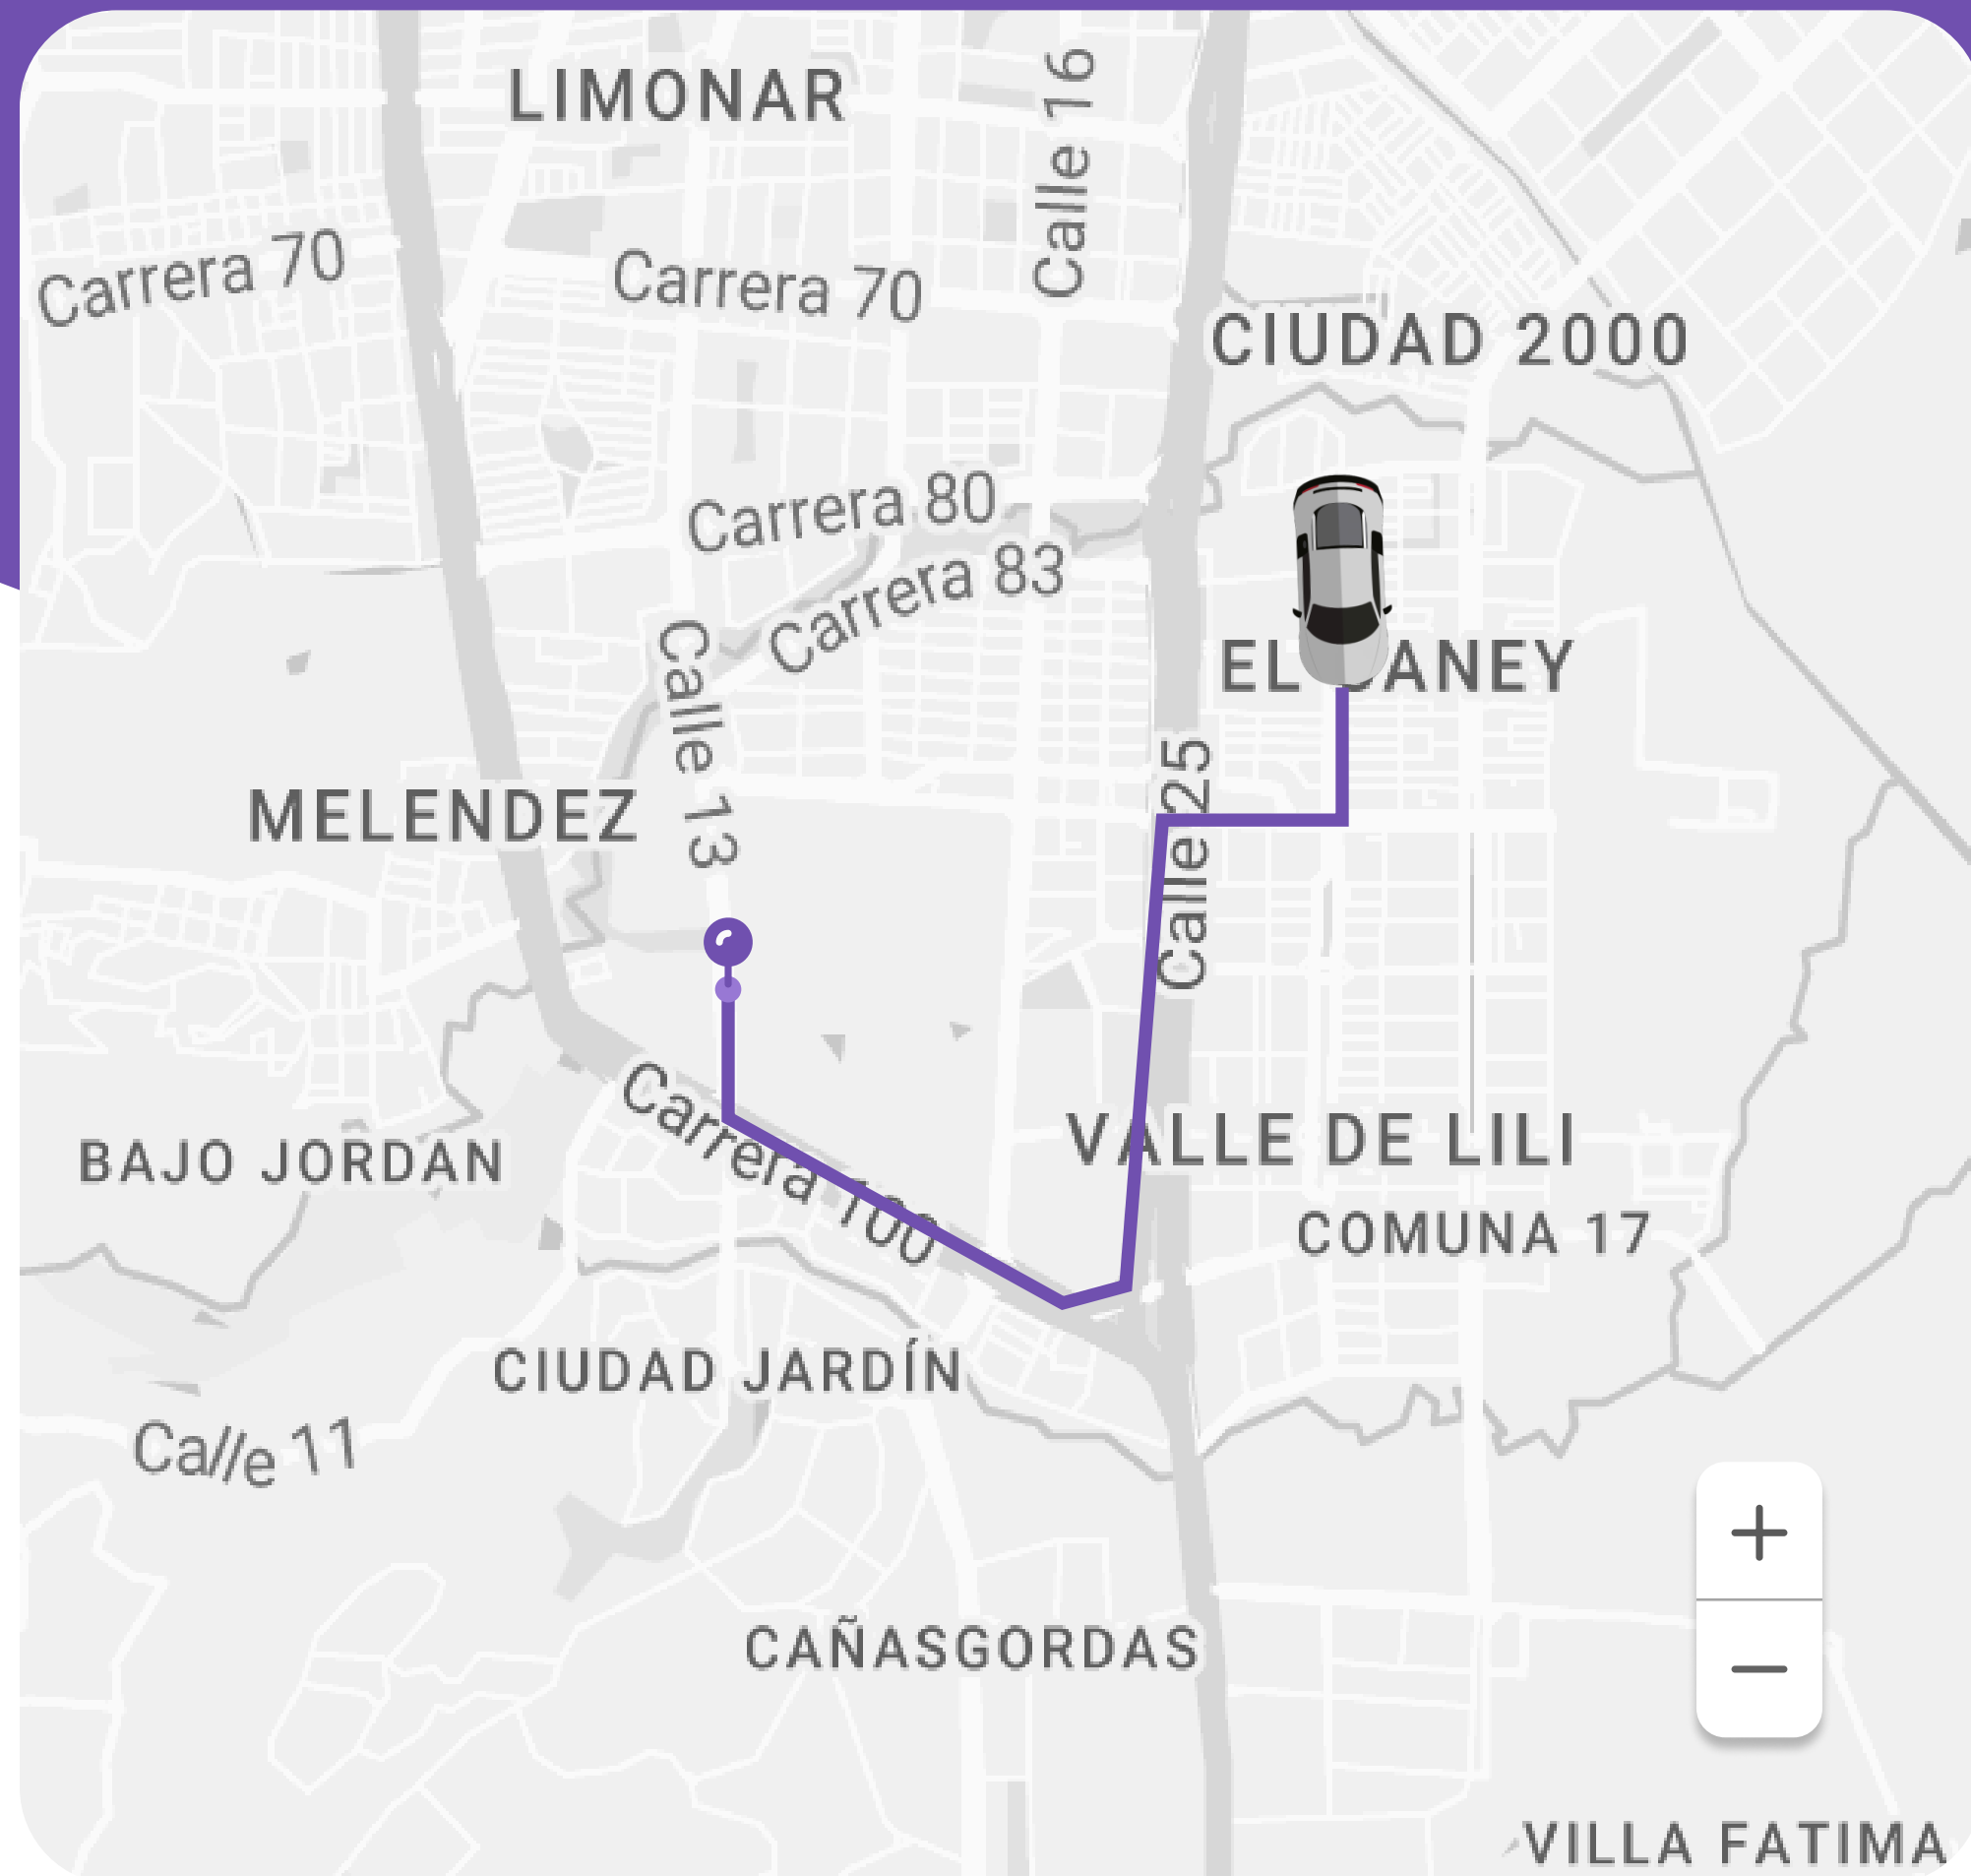 LIMONAR
Calle 16
Carrera 70
Carrera 70
CIUDAD 2000
Carrera 80
Carrera 83
EL ANEY
Calle 13
Calle 25
MELENDEZ
Carrera 100
VALLE DE LILI
BAJO JORDAN
COMUNA 17
CIUDAD JARDÍN
Calle 11
CAÑASGORDAS
VILLA FATIMA